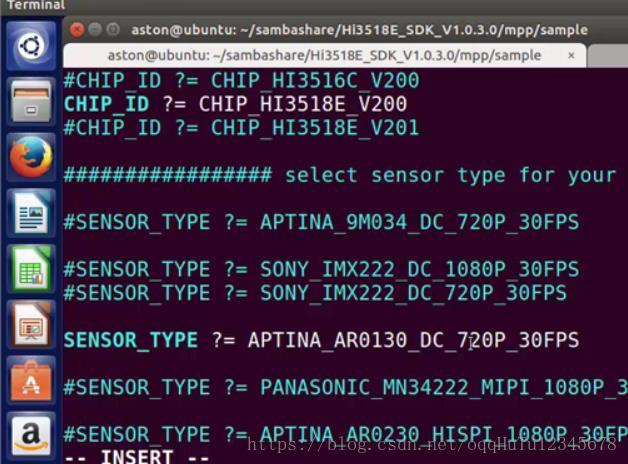 Terminal
aston@ubuntu: ~/sambashare/Hi3518E_SDK_V1.0.3.0/mpp/sample
aston@ubuntu: ~/sambashare/Hi3518E_SDK_V1.0.3.0/mpp/sample ×
#CHIP_ID ?= CHIP_HI3516C_V200
CHIP_ID ?= CHIP_HI3518E_V200
#CHIP_ID ?= CHIP_HI3518E_V201
################# select sensor type for your
#SENSOR_TYPE ?= APTINA_9M034_DC_720P_30FPS
#SENSOR_TYPE ?= SONY_IMX222_DC_1080P_30FPS
#SENSOR_TYPE ?= SONY_IMX222_DC_720P_30FPS
SENSOR_TYPE ?= APTINA_AR0130_DC_720P_30FPS
#SENSOR_TYPE ?= PANASONIC_MN34222_MIPI_1080P_3
#SENSOR_TYPE ?= APTINA_AR0230_HISPI_1080P_30FP
https://blog.csdn.net/oqqHuTu12345678
-- INSERT --